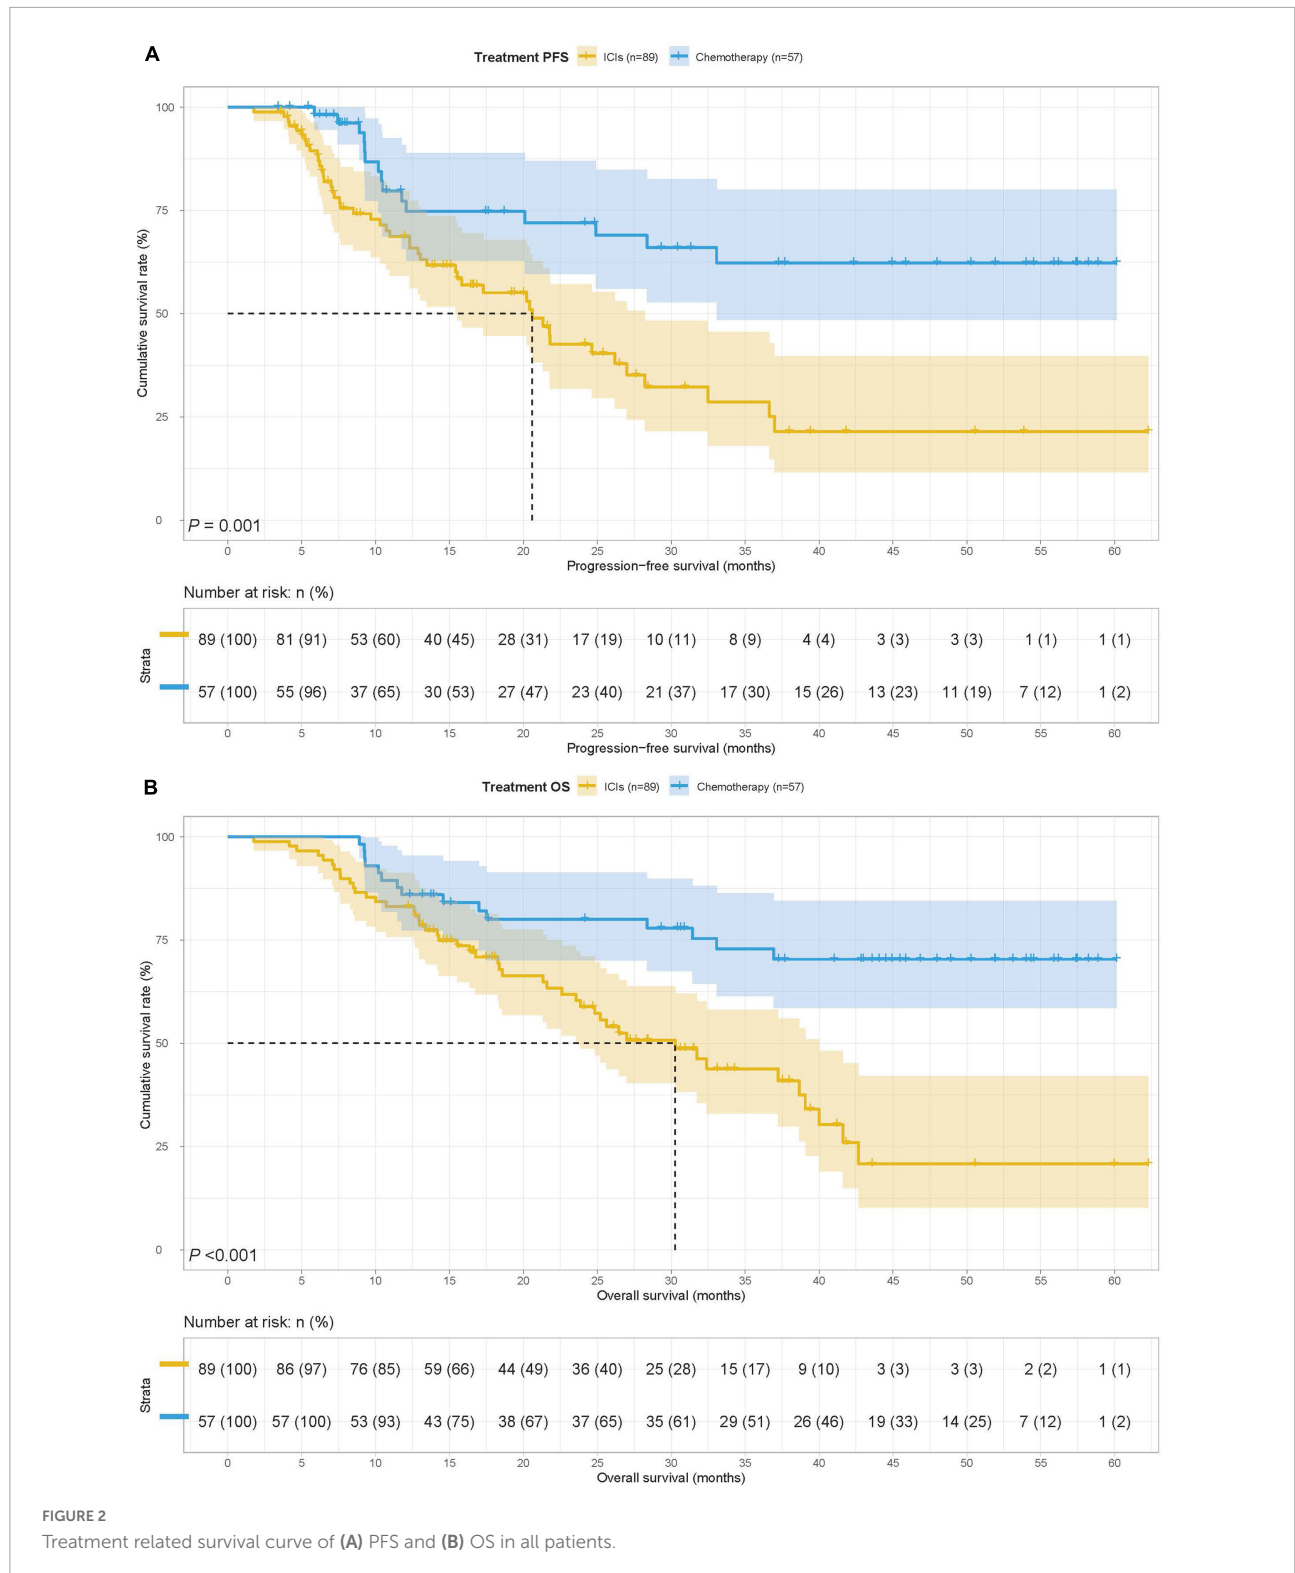 A
Treatment PFS ICIs (n=89) Chemotherapy (n=57)
Cumulative survival rate (%)
100
75
50
25
0
P = 0.001
0 5 10 15 20 25 30 35 40 45 50 55 60
Progression−free survival (months)
Number at risk: n (%)
Strata
89 (100) 81 (91) 53 (60) 40 (45) 28 (31) 17 (19) 10 (11) 8 (9) 4 (4) 3 (3) 3 (3) 1 (1) 1 (1)
57 (100) 55 (96) 37 (65) 30 (53) 27 (47) 23 (40) 21 (37) 17 (30) 15 (26) 13 (23) 11 (19) 7 (12) 1 (2)
0 5 10 15 20 25 30 35 40 45 50 55 60
Progression−free survival (months)
B
Treatment OS ICIs (n=89) Chemotherapy (n=57)
Cumulative survival rate (%)
100
75
50
25
0
P <0.001
0 5 10 15 20 25 30 35 40 45 50 55 60
Overall survival (months)
Number at risk: n (%)
Strata
89 (100) 86 (97) 76 (85) 59 (66) 44 (49) 36 (40) 25 (28) 15 (17) 9 (10) 3 (3) 3 (3) 2 (2) 1 (1)
57 (100) 57 (100) 53 (93) 43 (75) 38 (67) 37 (65) 35 (61) 29 (51) 26 (46) 19 (33) 14 (25) 7 (12) 1 (2)
0 5 10 15 20 25 30 35 40 45 50 55 60
Overall survival (months)
FIGURE 2
Treatment related survival curve of (A) PFS and (B) OS in all patients.